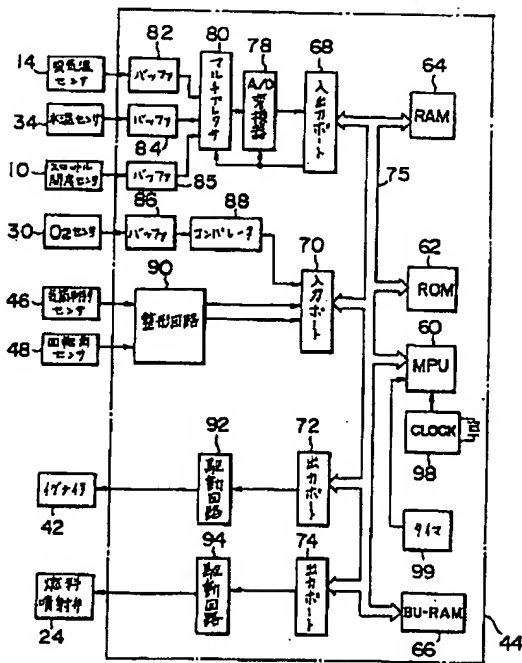 82
80
78
68
64
14
吸気温
センサ
バッファ
マルチプレクサ
A/D
変換器
入出力ポート
RAM
34
水温センサ
バッファ
84
75
10
スロットル
開度センサ
バッファ
85
86
88
30
O2センサ
バッファ
コンパレータ
70
62
90
入力ポート
ROM
46
気筒判別
センサ
整形回路
60
MPU
48
回転角
センサ
CLOCK
98
92
72
イグナイタ
42
駆動回路
出力ポート
タイマ
99
94
74
燃料
噴射弁
24
駆動回路
出力ポート
BU-RAM
66
44